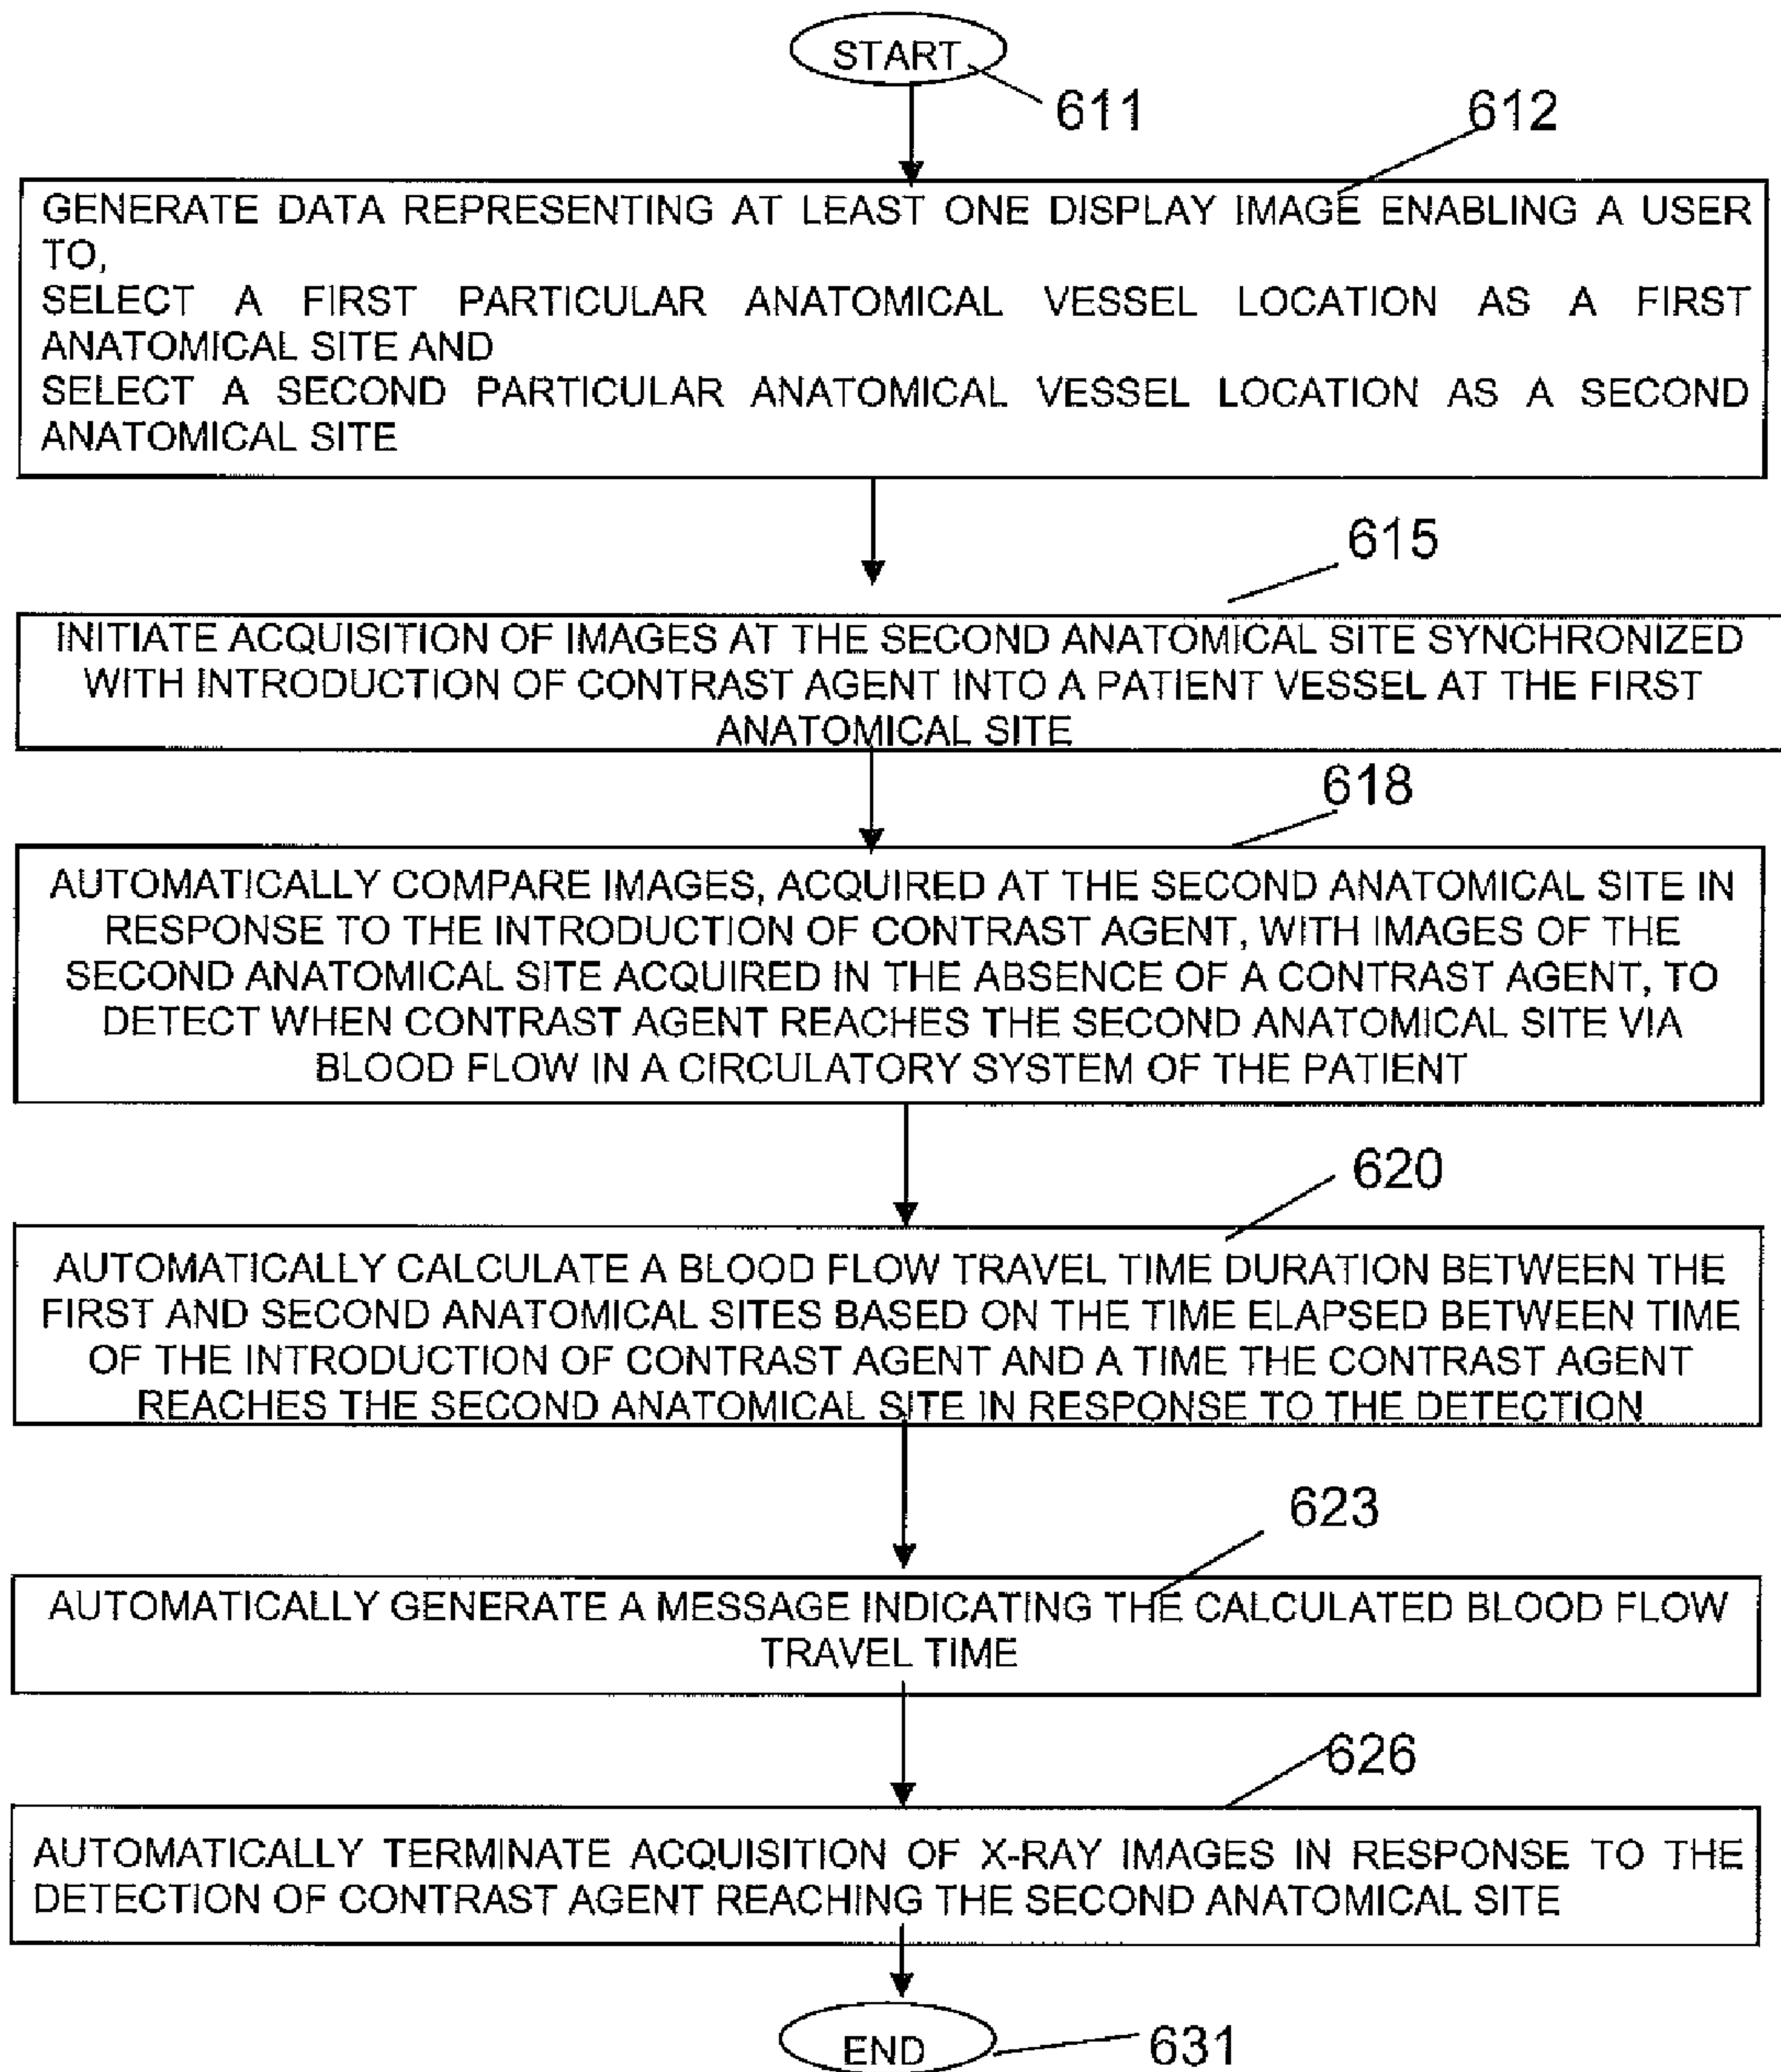 START
611
612
GENERATE DATA REPRESENTING AT LEAST ONE DISPLAY IMAGE ENABLING A USER
TO,
SELECT A FIRST PARTICULAR ANATOMICAL VESSEL LOCATION AS A FIRST
ANATOMICAL SITE AND
SELECT A SECOND PARTICULAR ANATOMICAL VESSEL LOCATION AS A SECOND
ANATOMICAL SITE
615
INITIATE ACQUISITION OF IMAGES AT THE SECOND ANATOMICAL SITE SYNCHRONIZED
WITH INTRODUCTION OF CONTRAST AGENT INTO A PATIENT VESSEL AT THE FIRST
ANATOMICAL SITE
618
AUTOMATICALLY COMPARE IMAGES, ACQUIRED AT THE SECOND ANATOMICAL SITE IN
RESPONSE TO THE INTRODUCTION OF CONTRAST AGENT, WITH IMAGES OF THE
SECOND ANATOMICAL SITE ACQUIRED IN THE ABSENCE OF A CONTRAST AGENT, TO
DETECT WHEN CONTRAST AGENT REACHES THE SECOND ANATOMICAL SITE VIA
BLOOD FLOW IN A CIRCULATORY SYSTEM OF THE PATIENT
620
AUTOMATICALLY CALCULATE A BLOOD FLOW TRAVEL TIME DURATION BETWEEN THE
FIRST AND SECOND ANATOMICAL SITES BASED ON THE TIME ELAPSED BETWEEN TIME
OF THE INTRODUCTION OF CONTRAST AGENT AND A TIME THE CONTRAST AGENT
REACHES THE SECOND ANATOMICAL SITE IN RESPONSE TO THE DETECTION
623
AUTOMATICALLY GENERATE A MESSAGE INDICATING THE CALCULATED BLOOD FLOW
TRAVEL TIME
626
AUTOMATICALLY TERMINATE ACQUISITION OF X-RAY IMAGES IN RESPONSE TO THE
DETECTION OF CONTRAST AGENT REACHING THE SECOND ANATOMICAL SITE
END
631